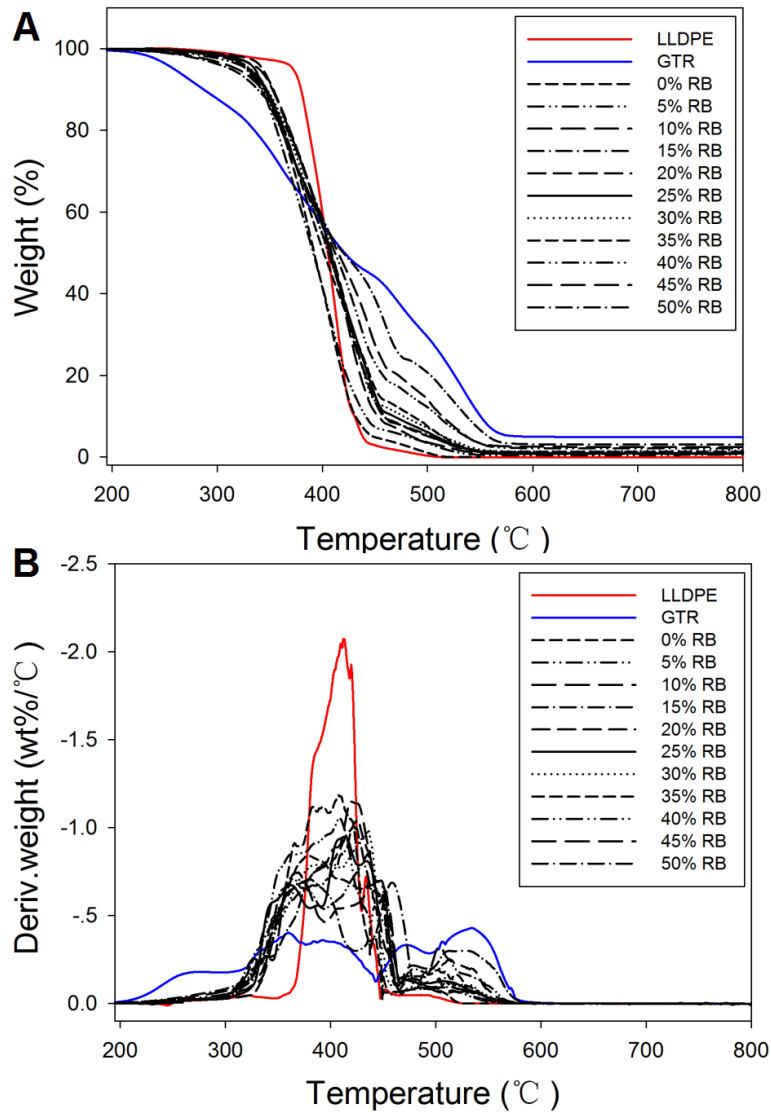 A
100
80
60
40
20
0
Weight (%)
LLDPE
GTR
0% RB
5% RB
10% RB
15% RB
20% RB
25% RB
30% RB
35% RB
40% RB
45% RB
50% RB
200 300 400 500 600 700 800
Temperature (℃)
B
-2.5
-2.0
-1.5
-1.0
-.5
0.0
Deriv.weight (wt%/℃)
LLDPE
GTR
0% RB
5% RB
10% RB
15% RB
20% RB
25% RB
30% RB
35% RB
40% RB
45% RB
50% RB
200 300 400 500 600 700 800
Temperature (℃)